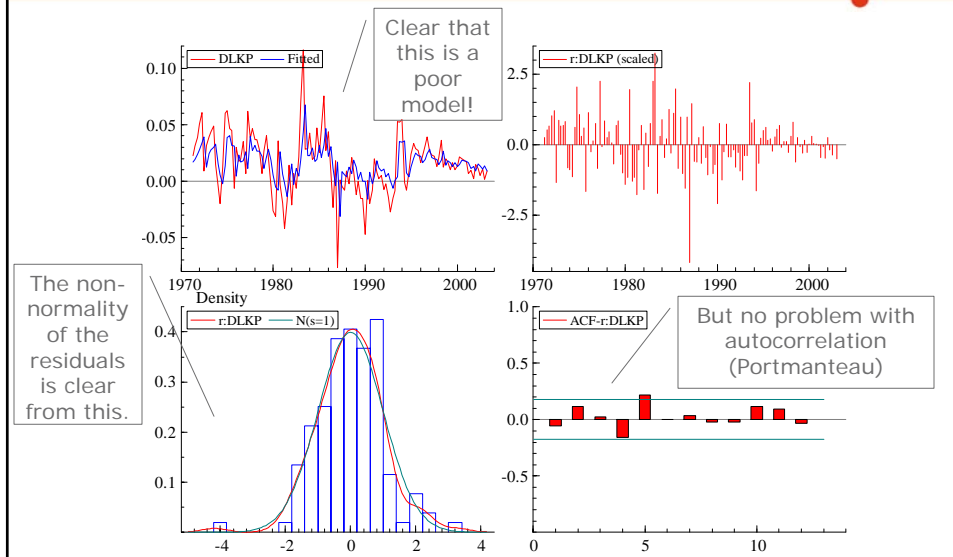 Clear that
this is a
poor
model!
DLKP Fitted
0.10
0.05
0.00
-0.05
1970 1980 1990 2000
r:DLKP (scaled)
2.5
0.0
-2.5
1970 1980 1990 2000
The non-
normality
of the
residuals
is clear
from this.
Density
r:DLKP N(s=1)
0.4
0.3
0.2
0.1
-4 -2 0 2 4
ACF-r:DLKP
But no problem with
autocorrelation
(Portmanteau)
1.0
0.5
0.0
-0.5
0 5 10